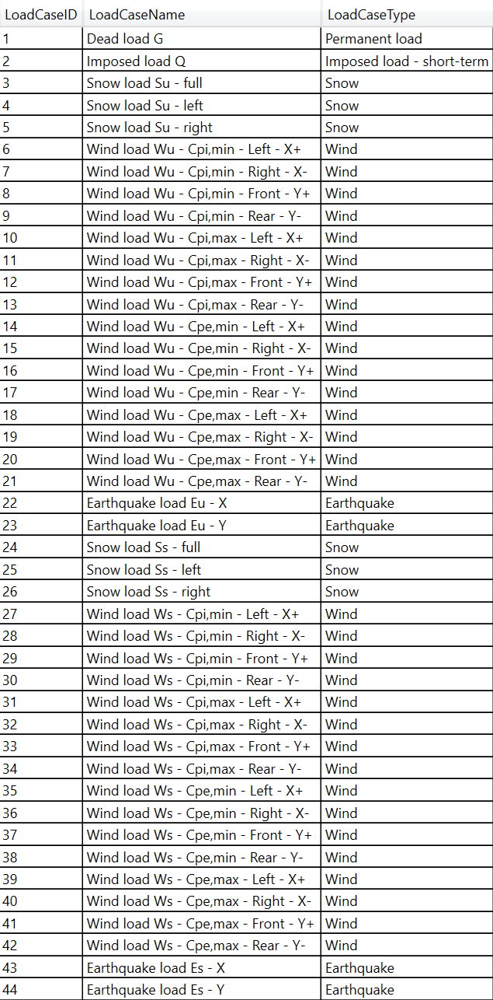 LoadCaseID LoadCaseName LoadCaseType
1 Dead load G Permanent load
2 Imposed load Q Imposed load - short-term
3 Snow load Su - full Snow
4 Snow load Su - left Snow
5 Snow load Su - right Snow
6 Wind load Wu - Cpi,min - Left - X+ Wind
7 Wind load Wu - Cpi,min - Right - X- Wind
8 Wind load Wu - Cpi,min - Front - Y+ Wind
9 Wind load Wu - Cpi,min - Rear - Y- Wind
10 Wind load Wu - Cpi,max - Left - X+ Wind
11 Wind load Wu - Cpi,max - Right - X- Wind
12 Wind load Wu - Cpi,max - Front - Y+ Wind
13 Wind load Wu - Cpi,max - Rear - Y- Wind
14 Wind load Wu - Cpe,min - Left - X+ Wind
15 Wind load Wu - Cpe,min - Right - X- Wind
16 Wind load Wu - Cpe,min - Front - Y+ Wind
17 Wind load Wu - Cpe,min - Rear - Y- Wind
18 Wind load Wu - Cpe,max - Left - X+ Wind
19 Wind load Wu - Cpe,max - Right - X- Wind
20 Wind load Wu - Cpe,max - Front - Y+ Wind
21 Wind load Wu - Cpe,max - Rear - Y- Wind
22 Earthquake load Eu - X Earthquake
23 Earthquake load Eu - Y Earthquake
24 Snow load Ss - full Snow
25 Snow load Ss - left Snow
26 Snow load Ss - right Snow
27 Wind load Ws - Cpi,min - Left - X+ Wind
28 Wind load Ws - Cpi,min - Right - X- Wind
29 Wind load Ws - Cpi,min - Front - Y+ Wind
30 Wind load Ws - Cpi,min - Rear - Y- Wind
31 Wind load Ws - Cpi,max - Left - X+ Wind
32 Wind load Ws - Cpi,max - Right - X- Wind
33 Wind load Ws - Cpi,max - Front - Y+ Wind
34 Wind load Ws - Cpi,max - Rear - Y- Wind
35 Wind load Ws - Cpe,min - Left - X+ Wind
36 Wind load Ws - Cpe,min - Right - X- Wind
37 Wind load Ws - Cpe,min - Front - Y+ Wind
38 Wind load Ws - Cpe,min - Rear - Y- Wind
39 Wind load Ws - Cpe,max - Left - X+ Wind
40 Wind load Ws - Cpe,max - Right - X- Wind
41 Wind load Ws - Cpe,max - Front - Y+ Wind
42 Wind load Ws - Cpe,max - Rear - Y- Wind
43 Earthquake load Es - X Earthquake
44 Earthquake load Es - Y Earthquake